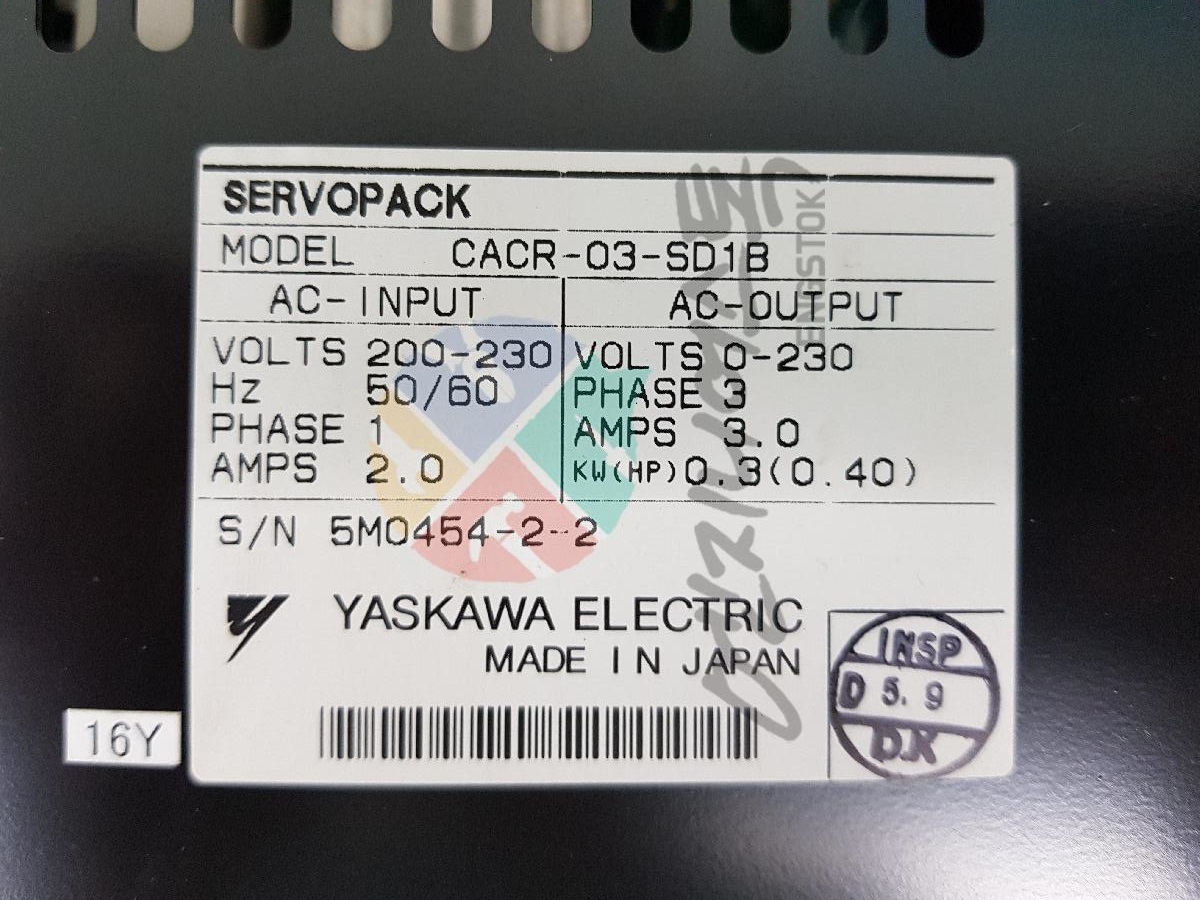 SERVOPACK
MODEL CACR-03-SD1B
AC-INPUT AC-OUTPUT
VOLTS 200-230 VOLTS 0-230
Hz 50/60 PHASE 3
PHASE 1 AMPS 3.0
AMPS 2.0 KW(HP)0.3(0.40)
S/N 5M0454-2-2
YASKAWA ELECTRIC
MADE IN JAPAN
INSP
D 5.9
D.K
16Y
ENGSTOK